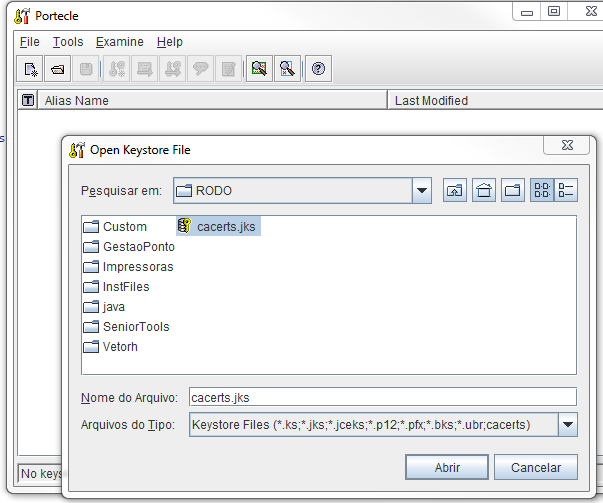 Portecle
File Tools Examine Help
T Alias Name Last Modified
s
Open Keystore File
Pesquisar em: RODO
Custom cacerts.jks
GestaoPonto
Impressoras
InstFiles
java
SeniorTools
Vetorh
Nome do Arquivo: cacerts.jks
Arquivos do Tipo: Keystore Files (*.ks;*.jks;*.jceks;*.p12;*.pfx;*.bks;*.ubr;cacerts)
Abrir Cancelar
No keys